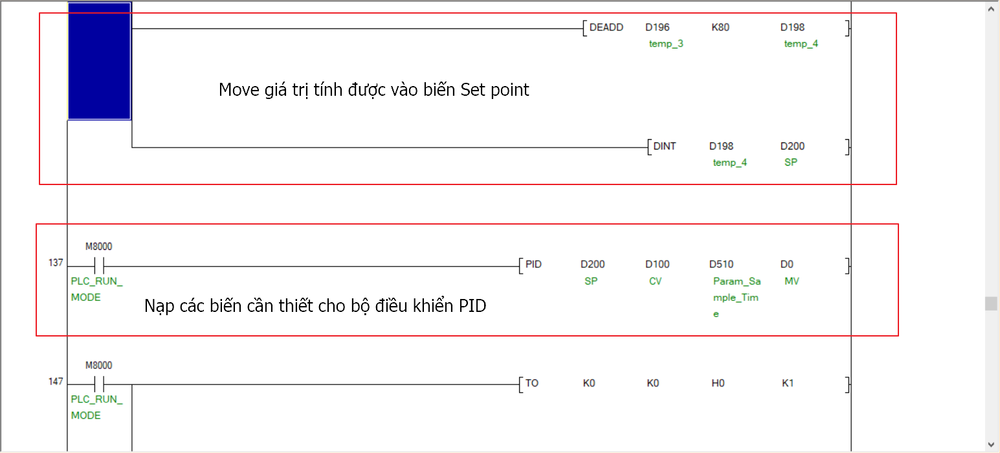 DEADD D196 K80 D198
temp_3 temp_4
Move giá trị tính được vào biến Set point
DINT D198 D200
temp_4 SP
M8000
137 PID D200 D100 D510 D0
PLC_RUN_ SP CV Param_Sa MV
MODE mple_Tim
e
Nạp các biến cần thiết cho bộ điều khiển PID
M8000
147 TO K0 K0 H0 K1
PLC_RUN_
MODE